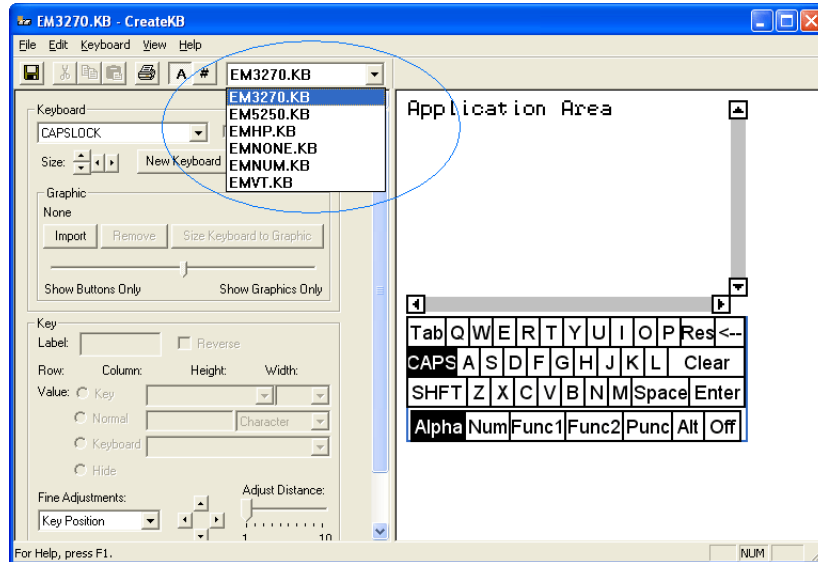 EM3270.KB - CreateKB
File Edit Keyboard View Help
A # EM3270.KB
EM3270.KB
EM5250.KB
EMHP.KB
EMNONE.KB
EMNUM.KB
EMVT.KB
Keyboard
CAPSLOCK
Size: New Keyboard
Graphic
None
Import Remove Size Keyboard to Graphic
Show Buttons Only Show Graphics Only
Key
Label: Reverse
Row: Column: Height: Width:
Value: Key
Normal Character
Keyboard
Hide
Fine Adjustments: Adjust Distance:
Key Position
1 10
Application Area
Tab Q W E R T Y U I O P Res <--
CAPS A S D F G H J K L Clear
SHFT Z X C V B N M Space Enter
Alpha Num Func1 Func2 Punc Alt Off
For Help, press F1. NUM